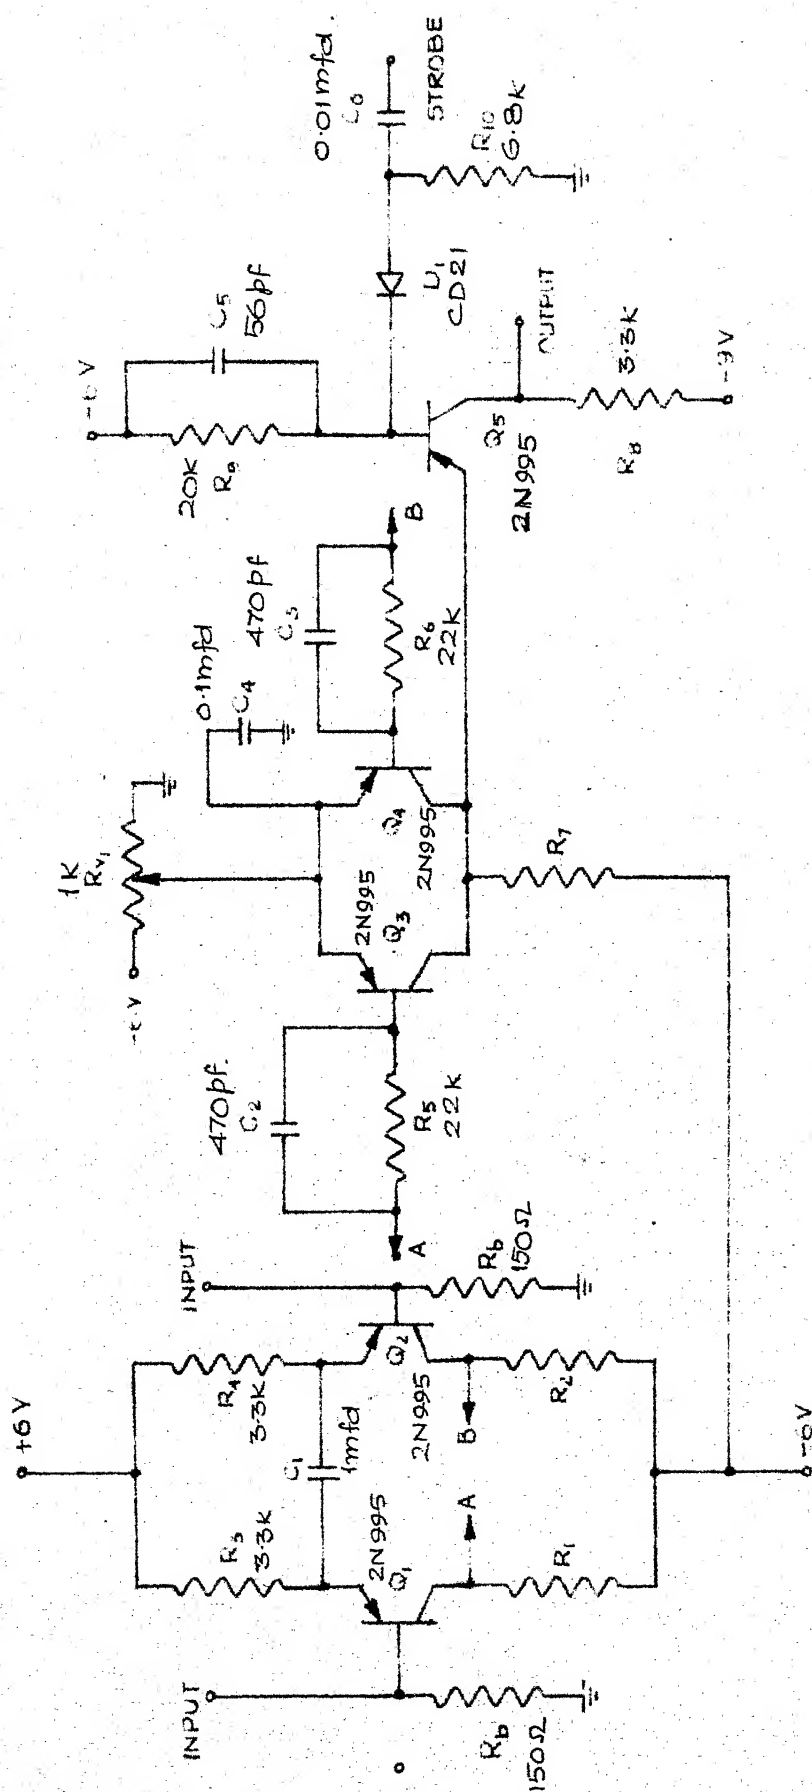 +6V
INPUT
Rb
150Ω
R3
3.3K
2N995
Q1
A
R1
C1
1mfd
R4
3.3K
Q2
2N995
B
R2
-6V
INPUT
Rb
150Ω
A
470pf.
C2
R5
22K
1K
RV1
2N995
Q3
0.1mfd
C4
Q4
2N995
R7
470pf
C3
R6
22K
B
20K
R9
C5
56pf
D1
CD21
Q5
2N995
OUTPUT
R8
3.3K
-9V
0.01mfd.
STROBE
R10
6.8K